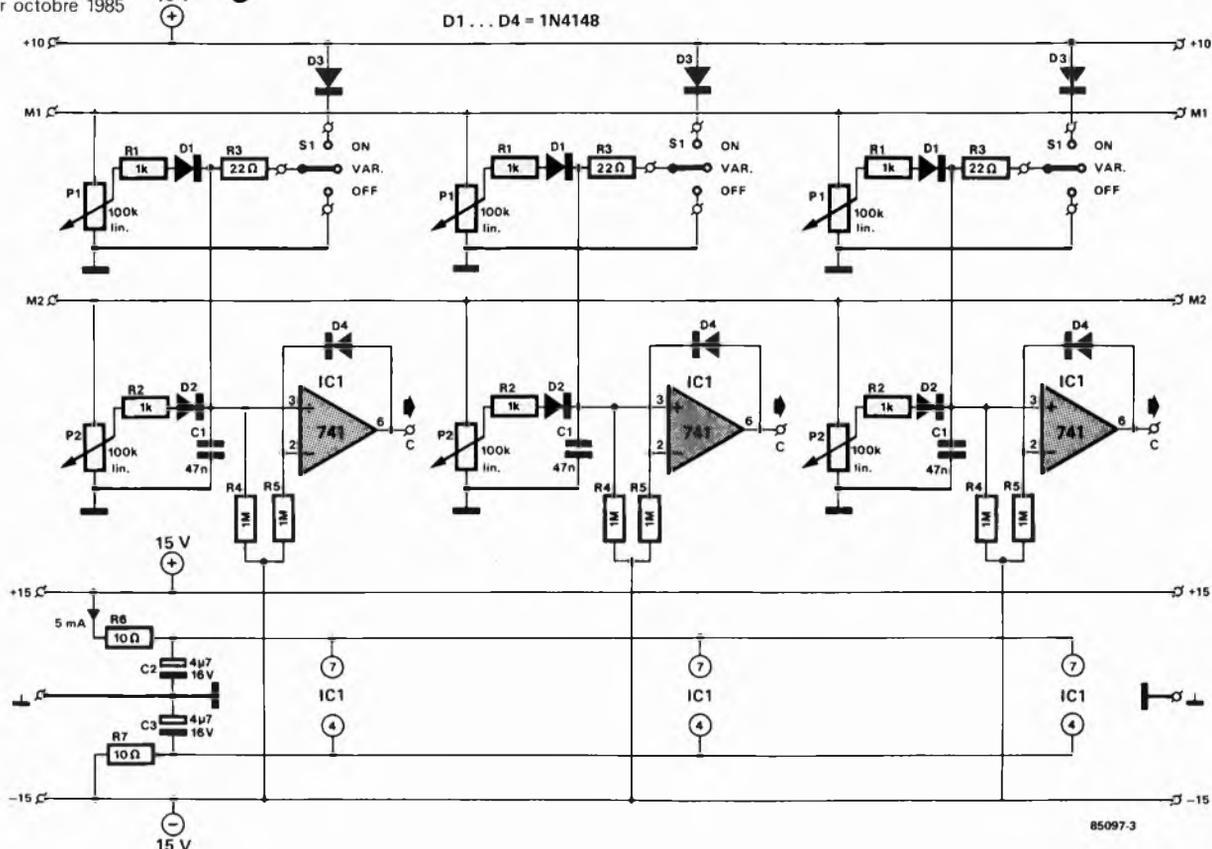 r octobre 1985
D1 . . . D4 = 1N4148
+10 +10
D3 D3 D3
M1 M1
S1 ON S1 ON S1 ON
R1 D1 R3 R1 D1 R3 R1 D1 R3
1k 22Ω VAR. 1k 22Ω VAR. 1k 22Ω VAR.
P1 OFF P1 OFF P1 OFF
100k 100k 100k
lin. lin. lin.
M2 M2
D4 D4 D4
IC1 IC1 IC1
R2 D2 R2 D2 R2 D2
1k 3 + 1k 3 + 1k 3 +
741 6 741 6 741 6
P2 C1 2 − C P2 C1 2 − C P2 C1 2 − C
100k 100k 100k
lin. 47n lin. 47n lin. 47n
R4 R5 R4 R5 R4 R5
1M 1M 1M 1M 1M 1M
15 V
+
+15 +15
5 mA R6
10Ω
7 7 7
C2 4µ7
16V
IC1 IC1 IC1
C3 4µ7
16V
4 4 4
R7
10Ω
−15 −15
−
15 V
85097-3